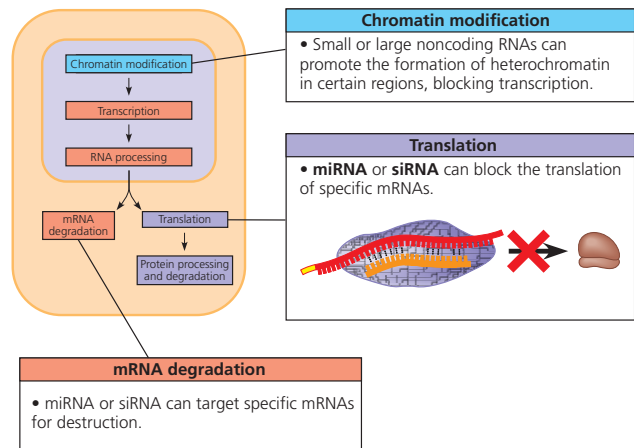 Chromatin modification
• Small or large noncoding RNAs can
promote the formation of heterochromatin
in certain regions, blocking transcription.
Chromatin modification
Transcription
RNA processing
mRNA
degradation
Translation
Protein processing
and degradation
Translation
• miRNA or siRNA can block the translation
of specific mRNAs.
mRNA degradation
• miRNA or siRNA can target specific mRNAs
for destruction.